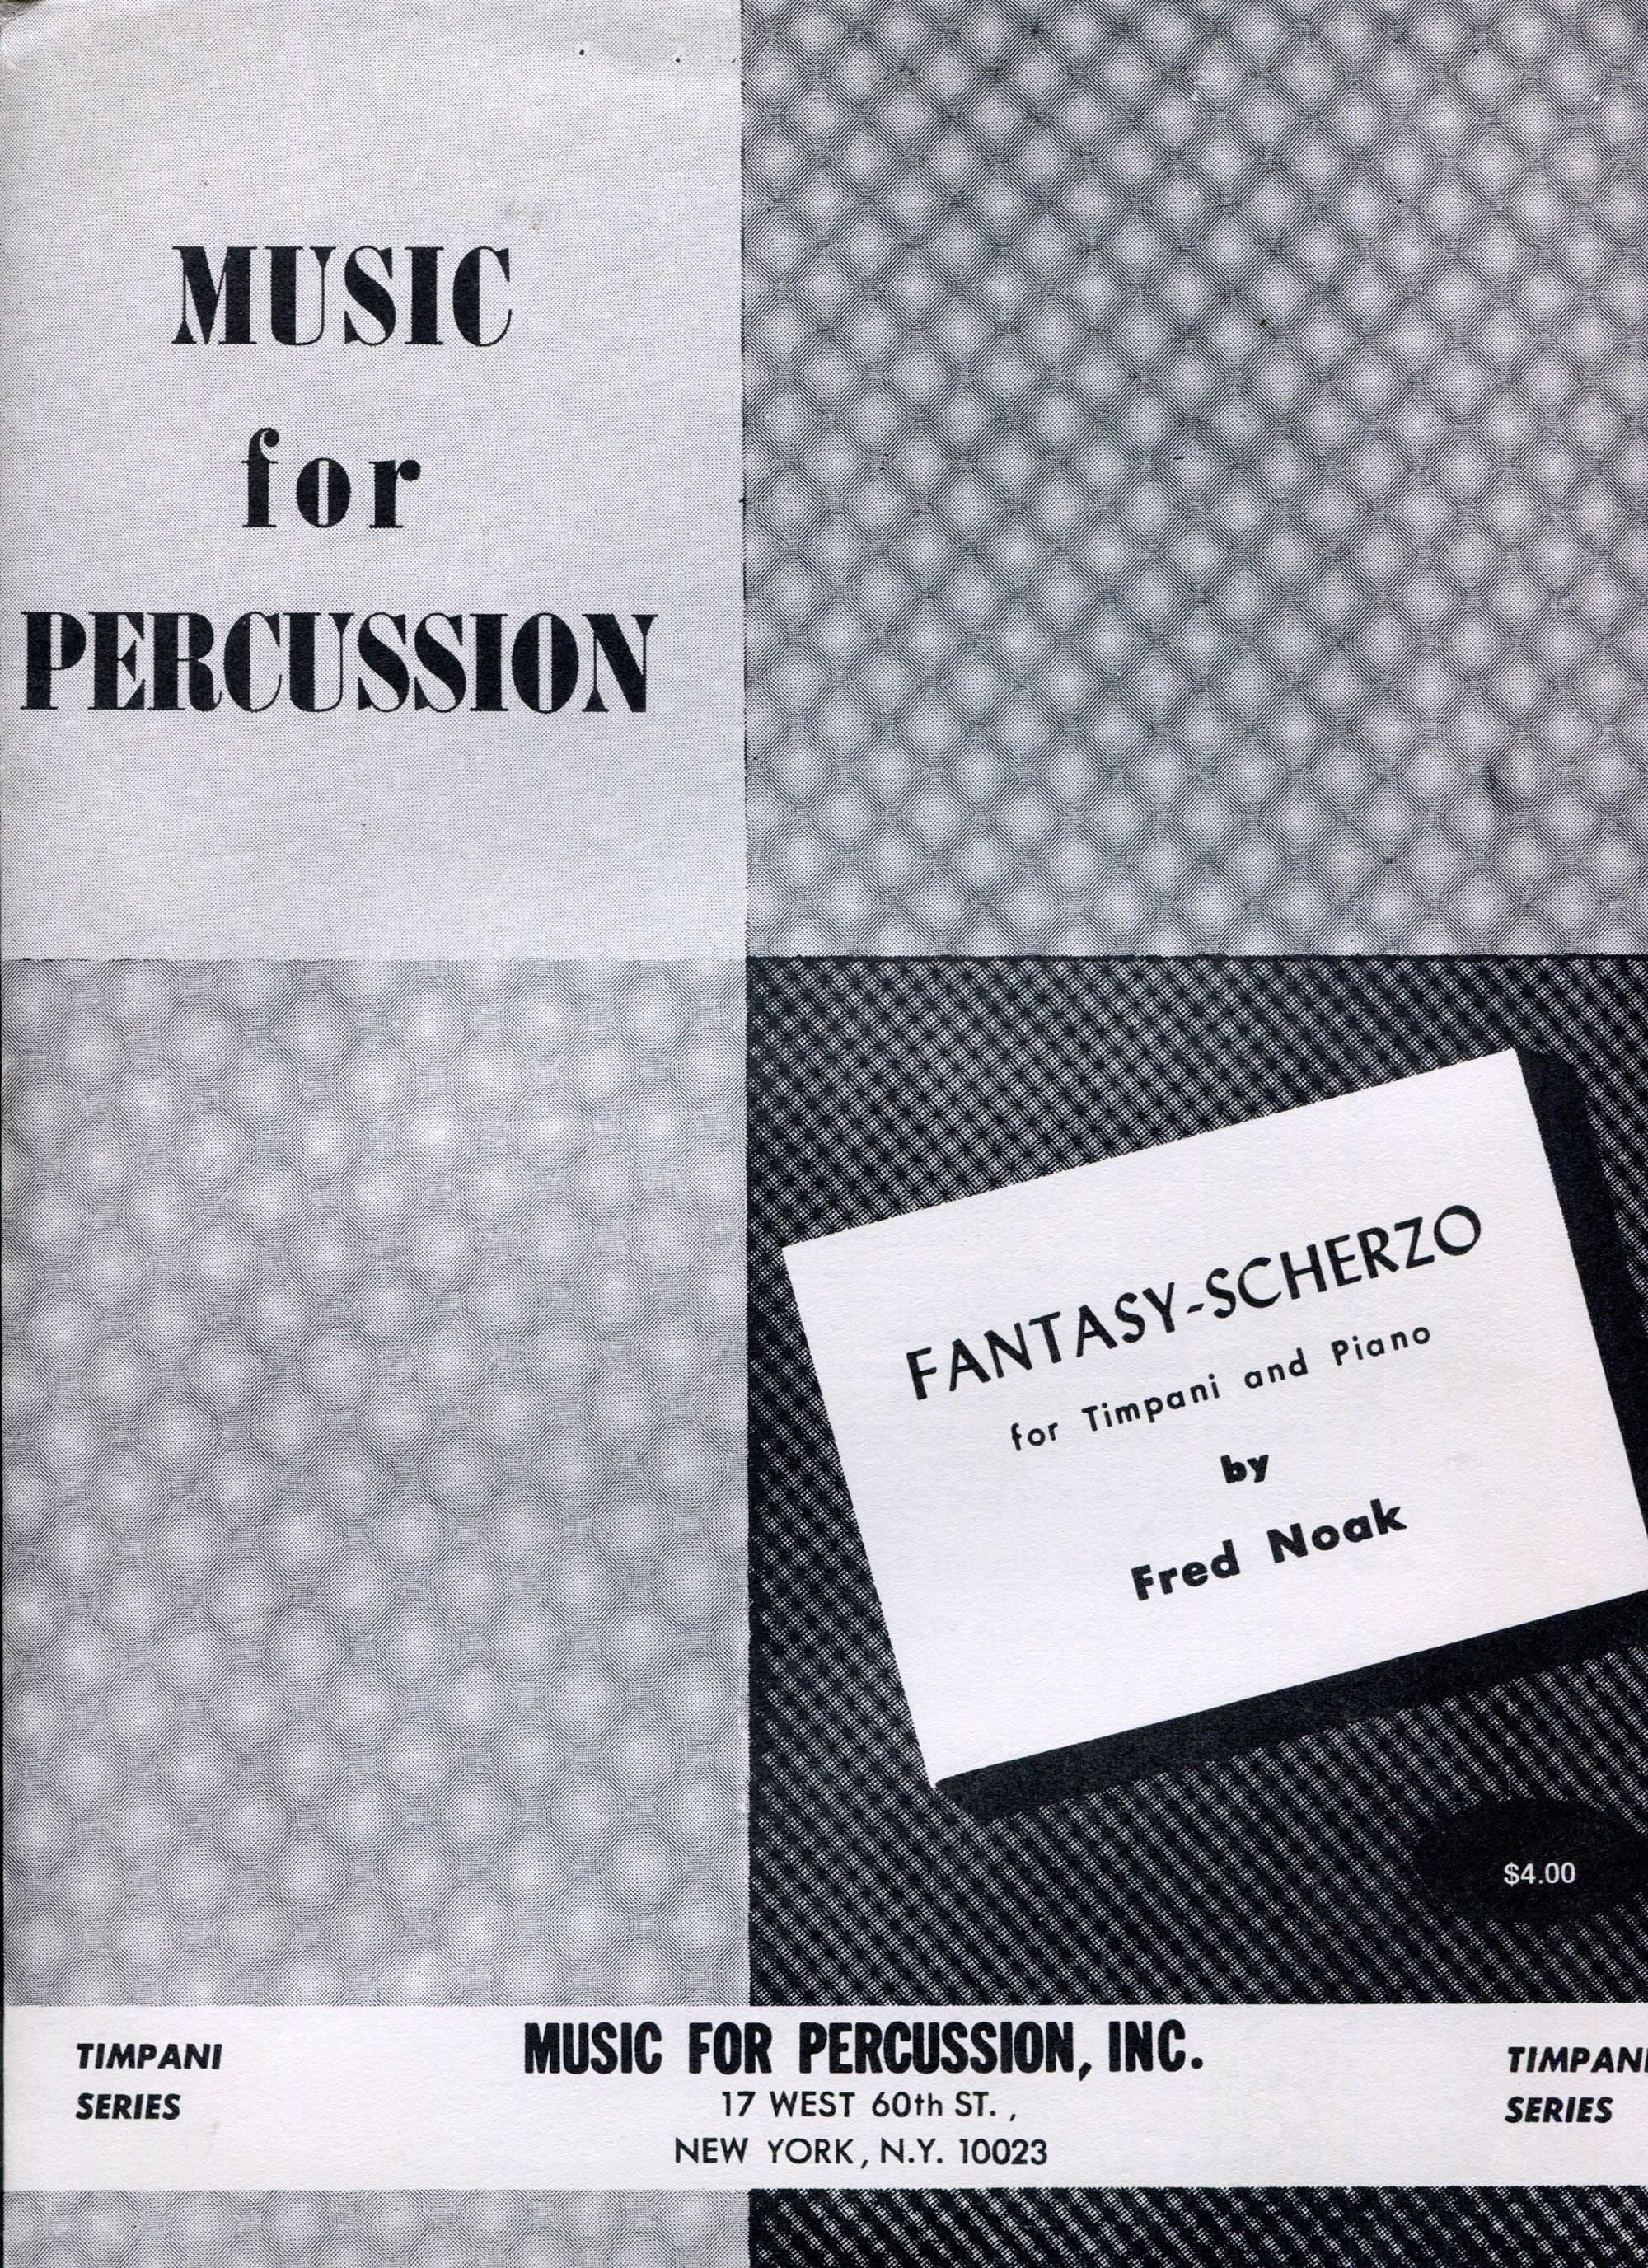 MUSIC
for
PERCUSSION
FANTASY-SCHERZO
for Timpani and Piano
by
Fred Noak
$4.00
TIMPANI
SERIES
MUSIC FOR PERCUSSION, INC.
17 WEST 60th ST. ,
NEW YORK, N.Y. 10023
TIMPANI
SERIES